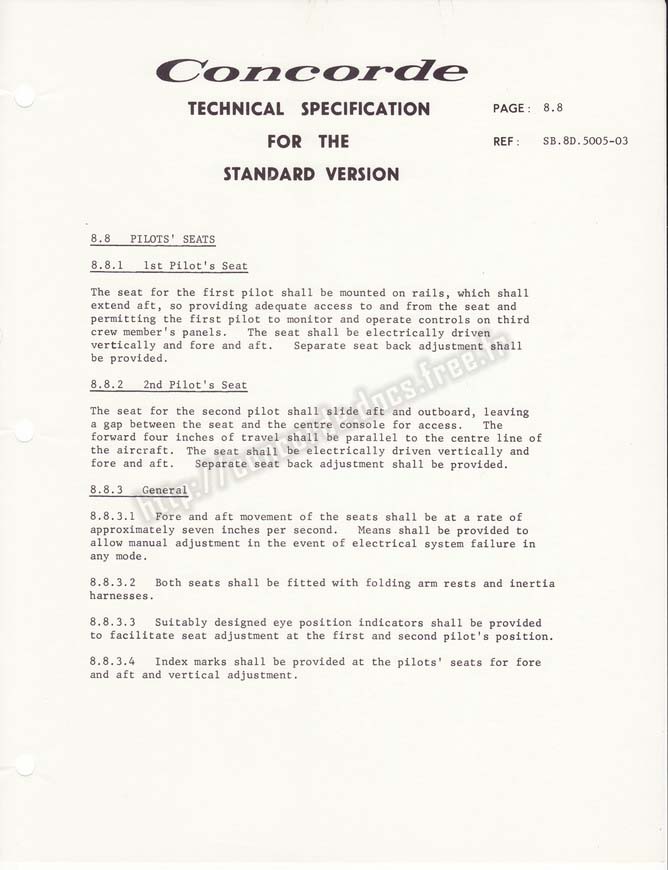 Concorde
TECHNICAL SPECIFICATION
FOR THE
STANDARD VERSION
PAGE: 8.8
REF: SB.8D.5005-03
8.8 PILOTS' SEATS
8.8.1 1st Pilot's Seat
The seat for the first pilot shall be mounted on rails, which shall
extend aft, so providing adequate access to and from the seat and
permitting the first pilot to monitor and operate controls on third
crew member's panels. The seat shall be electrically driven
vertically and fore and aft. Separate seat back adjustment shall
be provided.
8.8.2 2nd Pilot's Seat
The seat for the second pilot shall slide aft and outboard, leaving
a gap between the seat and the centre console for access. The
forward four inches of travel shall be parallel to the centre line of
the aircraft. The seat shall be electrically driven vertically and
fore and aft. Separate seat back adjustment shall be provided.
8.8.3 General
8.8.3.1 Fore and aft movement of the seats shall be at a rate of
approximately seven inches per second. Means shall be provided to
allow manual adjustment in the event of electrical system failure in
any mode.
8.8.3.2 Both seats shall be fitted with folding arm rests and inertia
harnesses.
8.8.3.3 Suitably designed eye position indicators shall be provided
to facilitate seat adjustment at the first and second pilot's position.
8.8.3.4 Index marks shall be provided at the pilots' seats for fore
and aft and vertical adjustment.
http://concorde.docs.free.fr